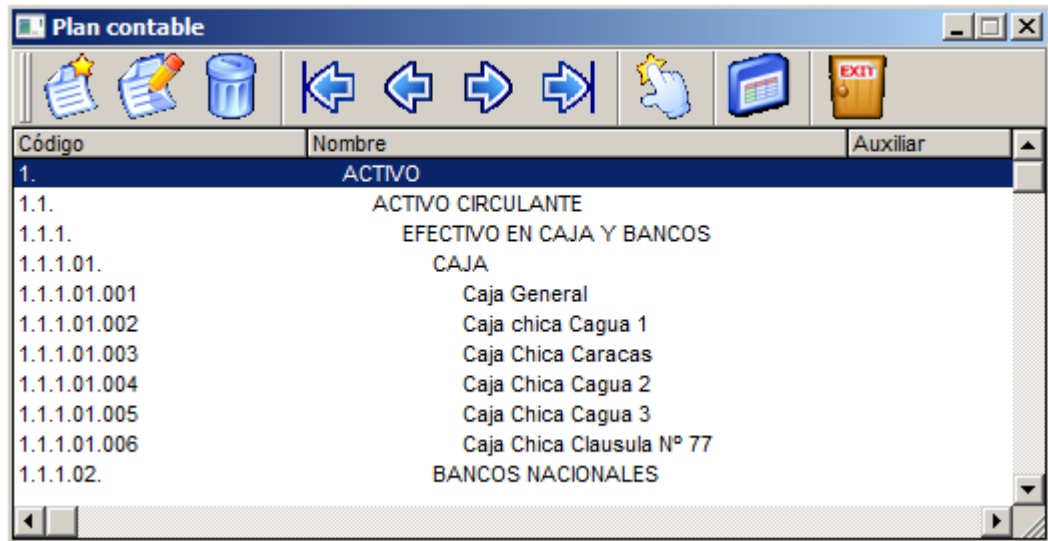 Plan contable
EXIT
Código Nombre Auxiliar
1. ACTIVO
1.1. ACTIVO CIRCULANTE
1.1.1. EFECTIVO EN CAJA Y BANCOS
1.1.1.01. CAJA
1.1.1.01.001 Caja General
1.1.1.01.002 Caja chica Cagua 1
1.1.1.01.003 Caja Chica Caracas
1.1.1.01.004 Caja Chica Cagua 2
1.1.1.01.005 Caja Chica Cagua 3
1.1.1.01.006 Caja Chica Clausula Nº 77
1.1.1.02. BANCOS NACIONALES